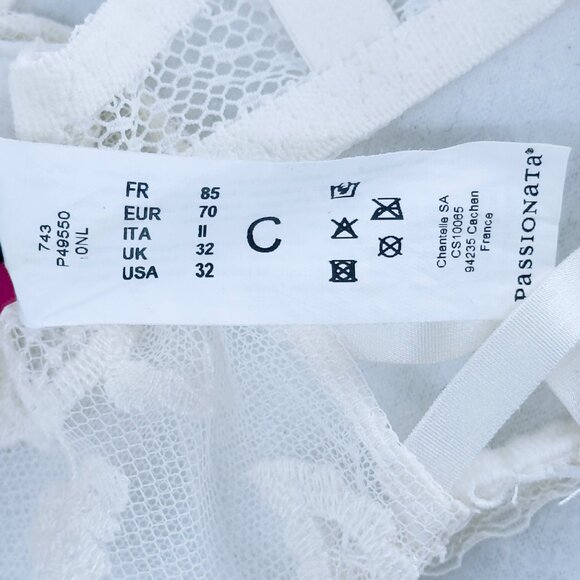 743
P49550
0NL
FR 85
EUR 70
ITA II
UK 32
USA 32
C
Chantelle SA
CS10065
94235 Cachan
France
PASSIONATA®